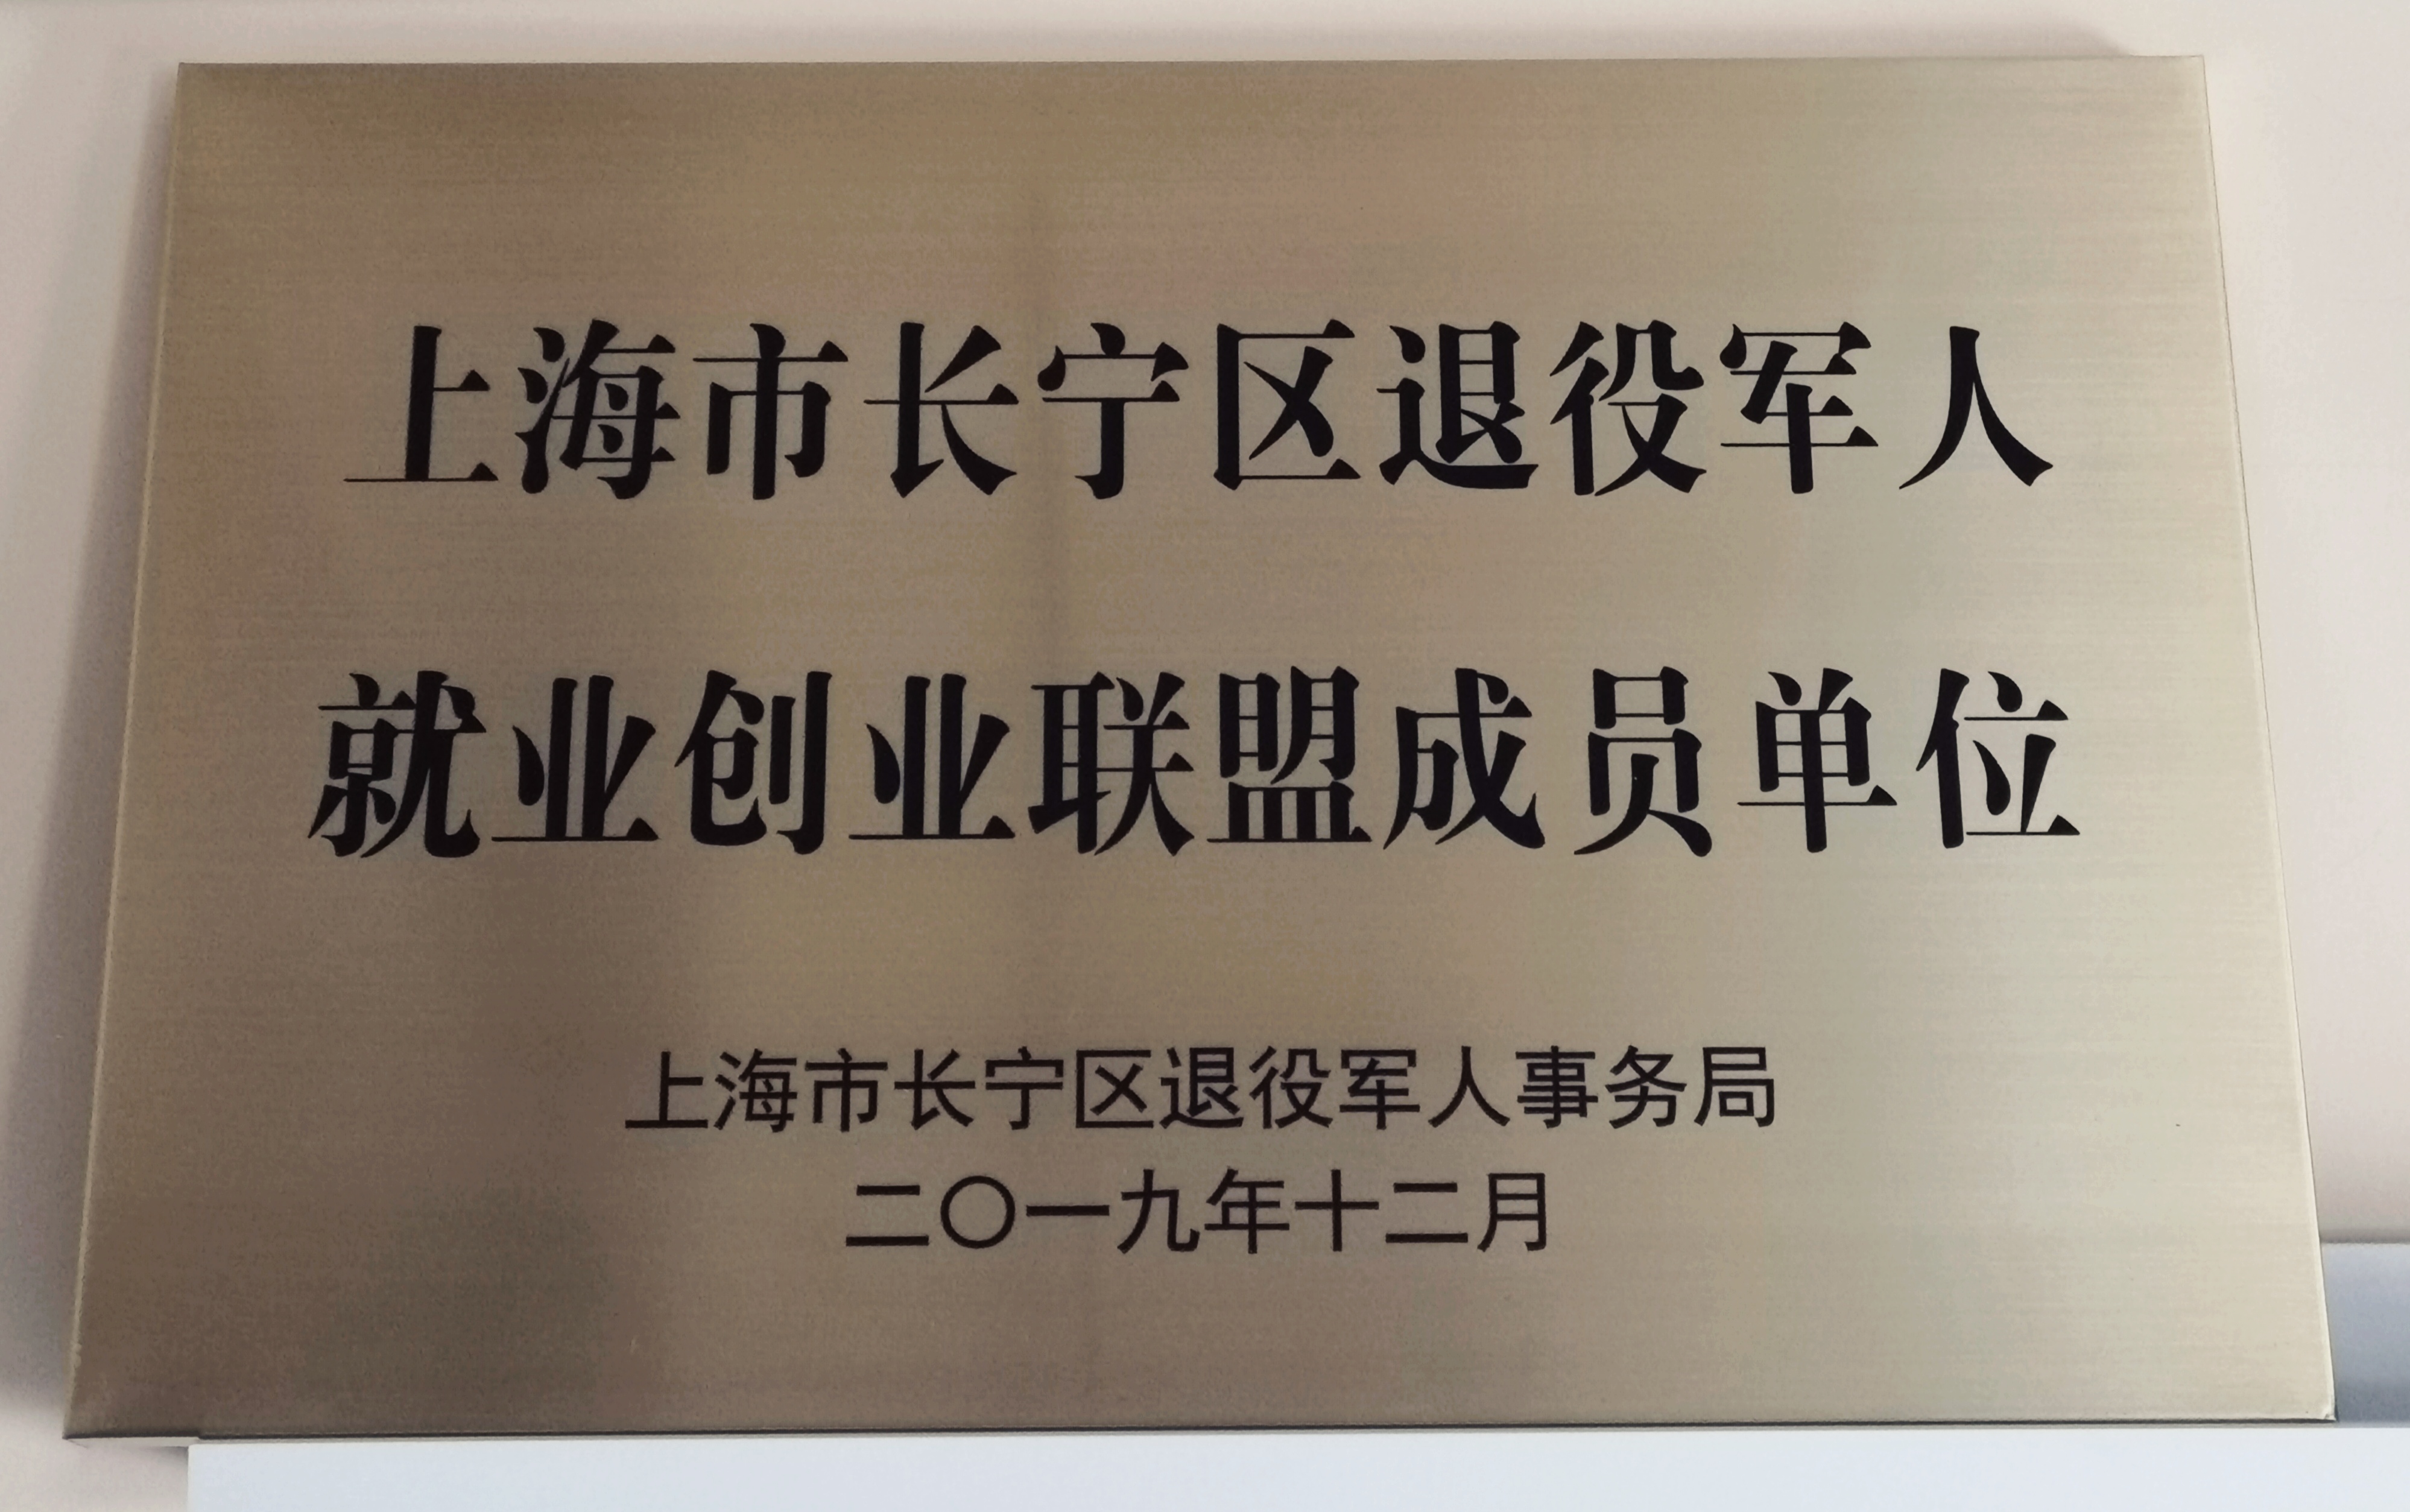 上海市长宁区退役军人
就业创业联盟成员单位
上海市长宁区退役军人事务局
二〇一九年十二月